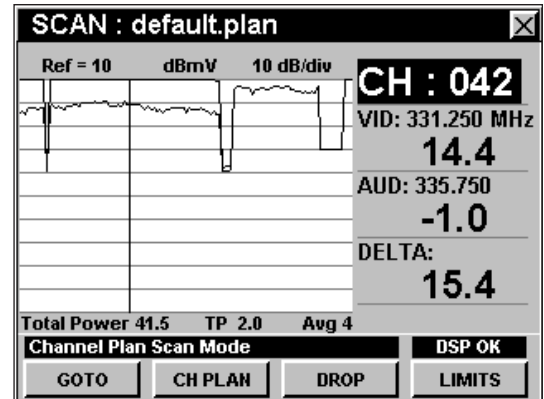 SCAN : default.plan
Ref = 10 dBmV 10 dB/div
CH : 042
VID: 331.250 MHz
14.4
AUD: 335.750
-1.0
DELTA:
15.4
Total Power 41.5 TP 2.0 Avg 4
Channel Plan Scan Mode DSP OK
GOTO CH PLAN DROP LIMITS